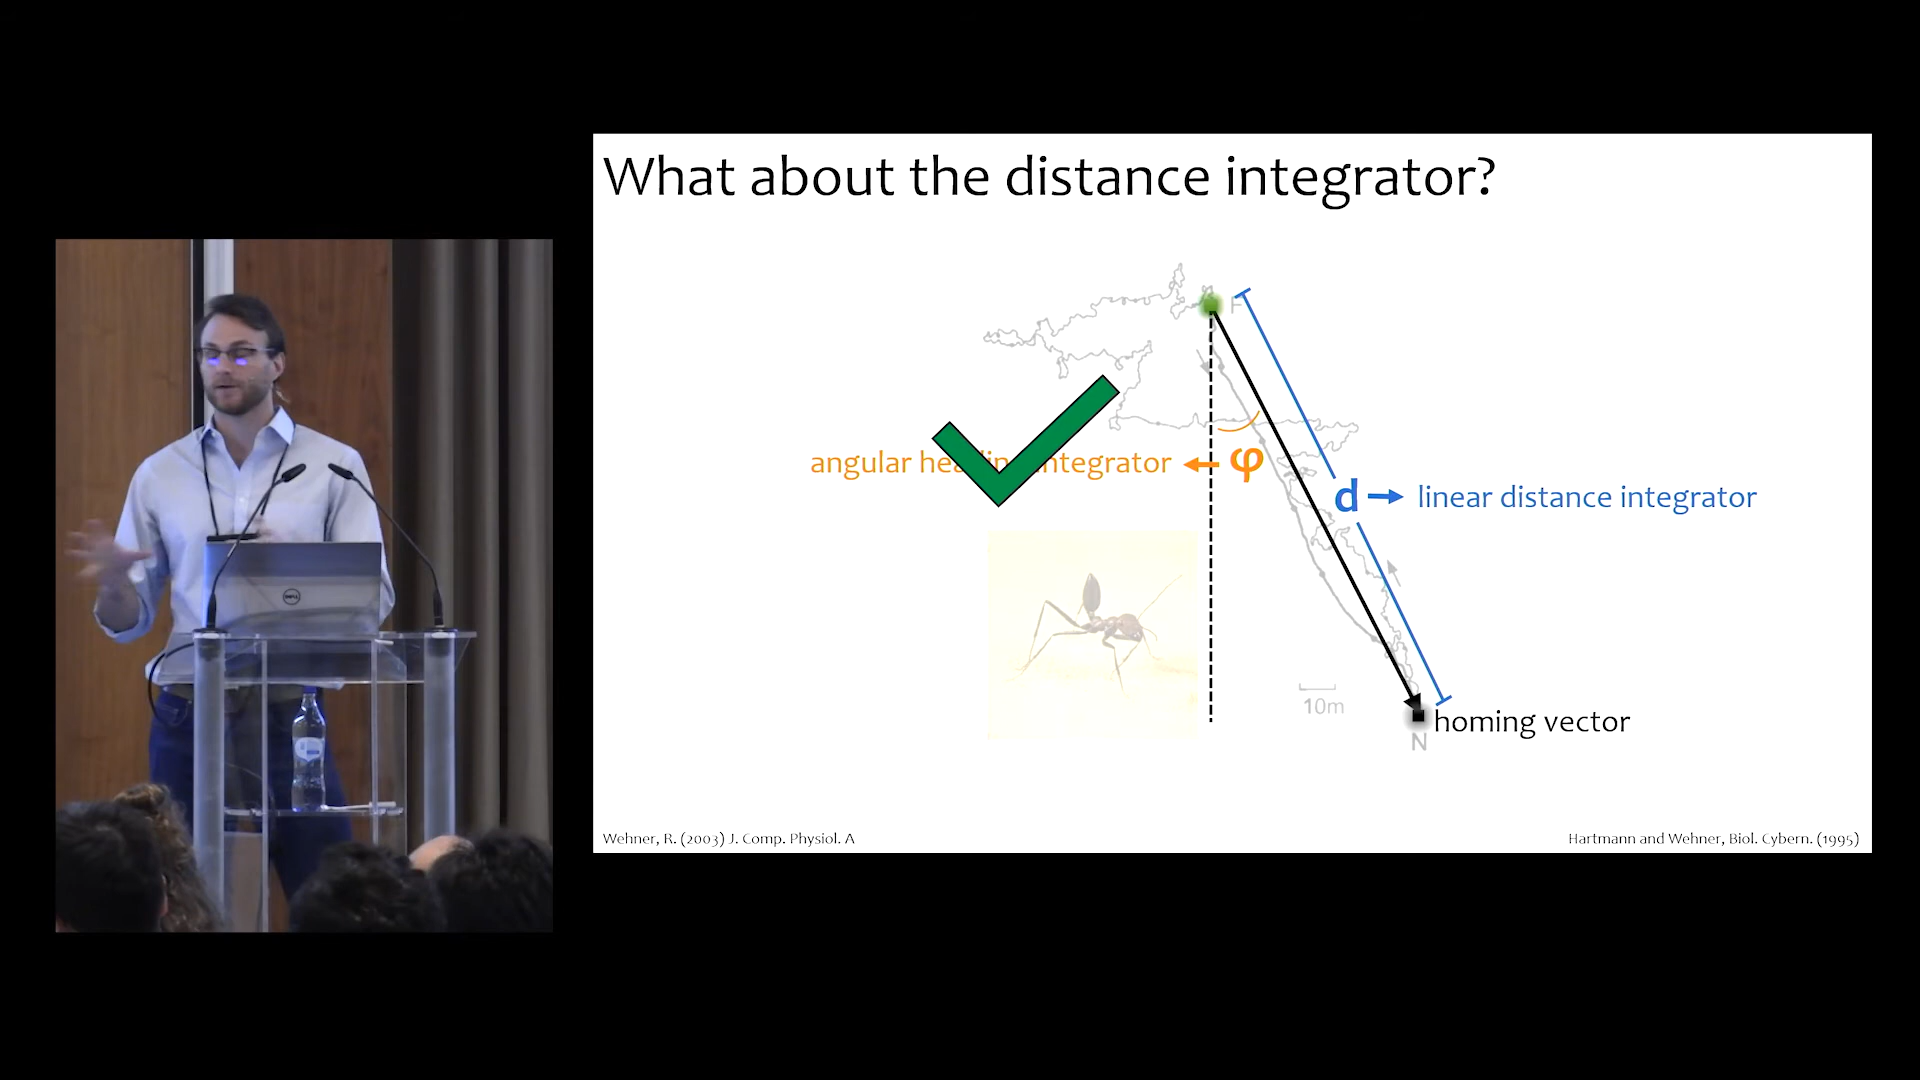 What about the distance integrator?
F
angular heading integrator
φ
d
linear distance integrator
10m
homing vector
N
Wehner, R. (2003) J. Comp. Physiol. A
Hartmann and Wehner, Biol. Cybern. (1995)
DELL